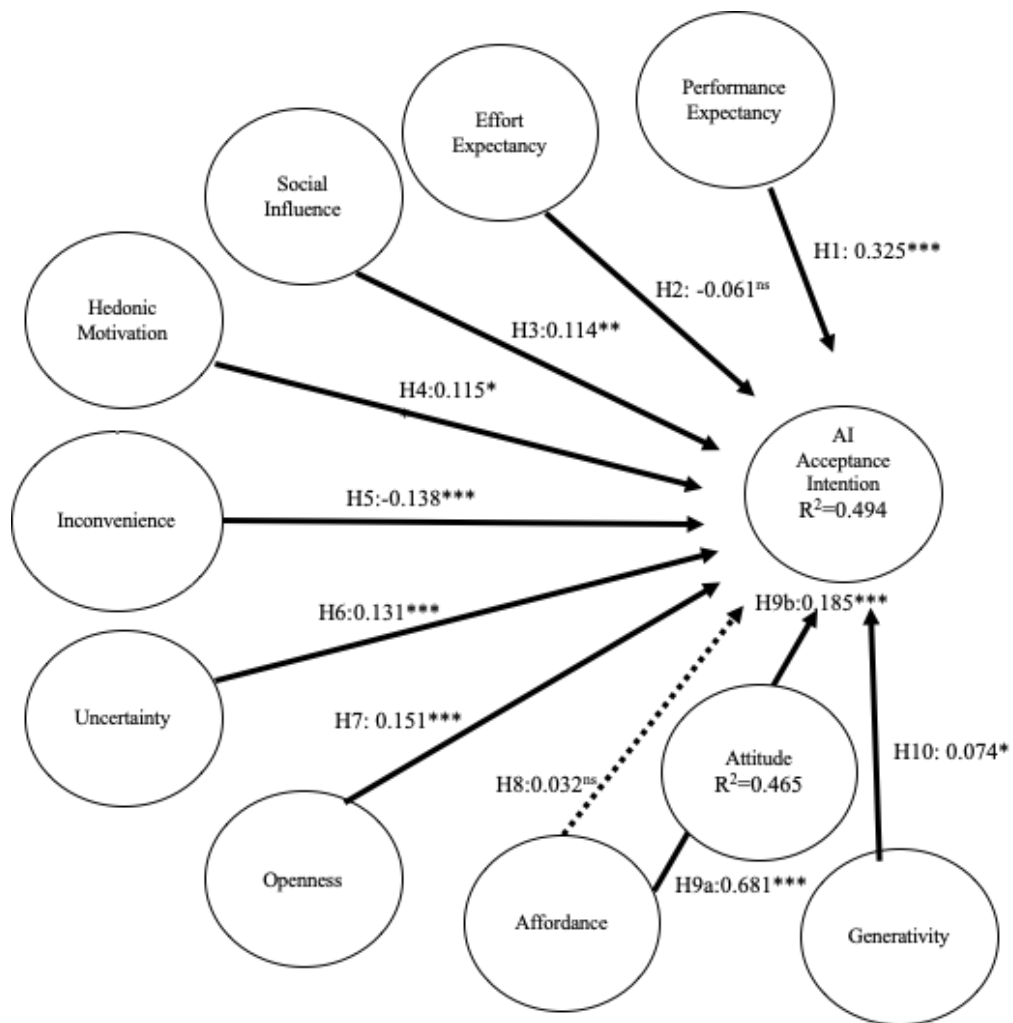 Performance
Expectancy
Effort
Expectancy
Social
Influence
Hedonic
Motivation
Inconvenience
Uncertainty
Openness
Affordance
Attitude
R²=0.465
Generativity
AI
Acceptance
Intention
R²=0.494
H1: 0.325***
H2: -0.061ⁿˢ
H3:0.114**
H4:0.115*
H5:-0.138***
H6:0.131***
H7: 0.151***
H8:0.032ⁿˢ
H9a:0.681***
H9b:0.185***
H10: 0.074*